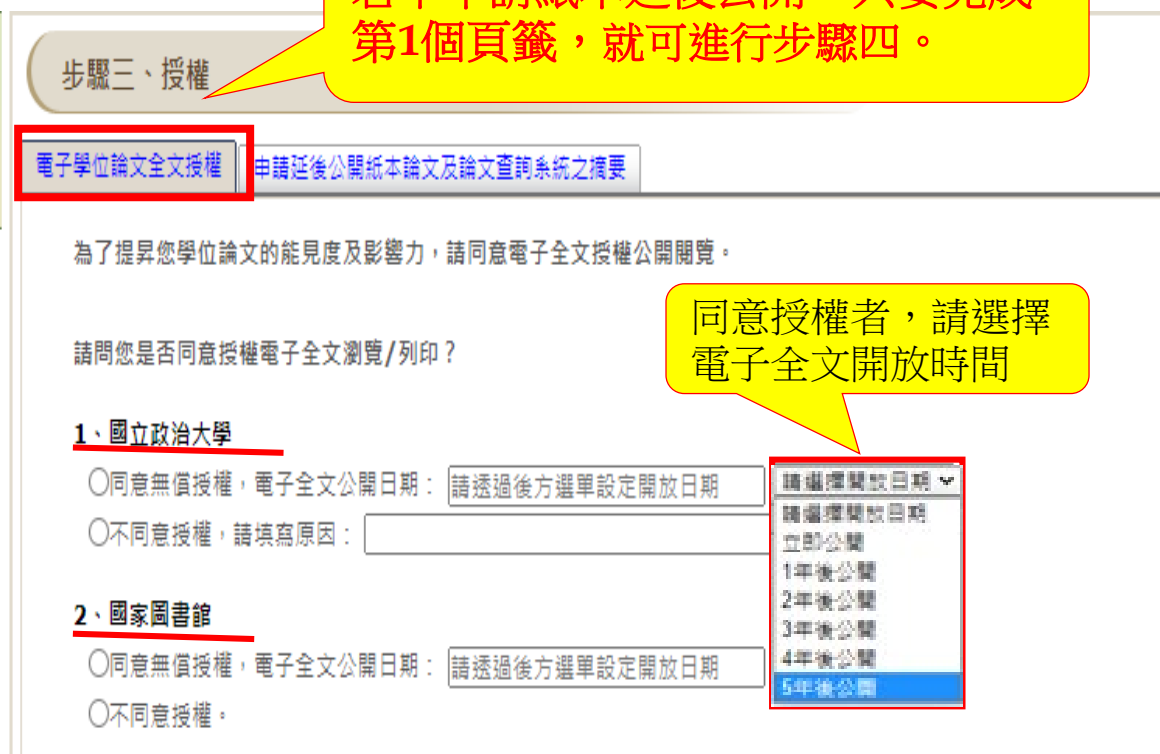 第1個頁籤，就可進行步驟四。
步驟三、授權
電子學位論文全文授權
申請延後公開紙本論文及論文查詢系統之摘要
為了提昇您學位論文的能見度及影響力，請同意電子全文授權公開閱覽。
同意授權者，請選擇
電子全文開放時間
請問您是否同意授權電子全文瀏覽/列印？
1、國立政治大學
○同意無償授權，電子全文公開日期： 請透過後方選單設定開放日期 請選擇開放日期
○不同意授權，請填寫原因：
請選擇開放日期
立即公開
1年後公開
2年後公開
3年後公開
4年後公開
5年後公開
2、國家圖書館
○同意無償授權，電子全文公開日期： 請透過後方選單設定開放日期
○不同意授權。